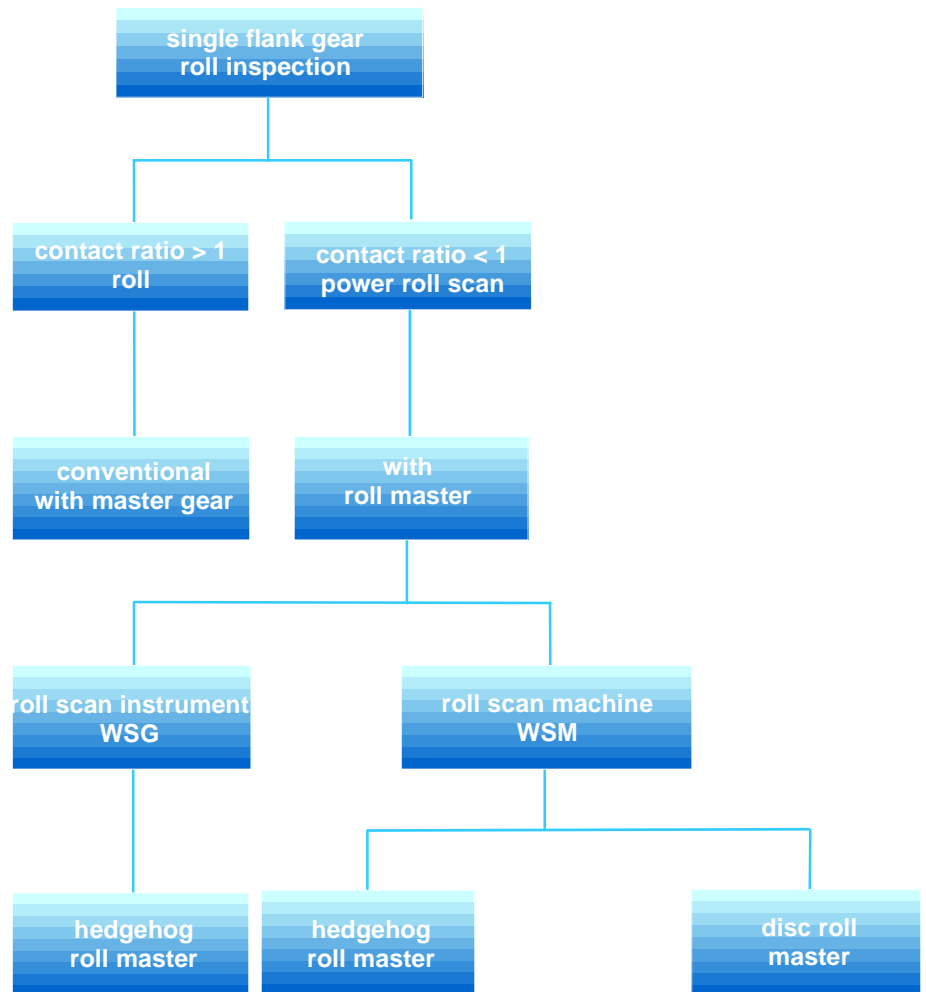 single flank gear
roll inspection
contact ratio > 1
roll
contact ratio < 1
power roll scan
conventional
with master gear
with
roll master
roll scan instrument
WSG
roll scan machine
WSM
hedgehog
roll master
hedgehog
roll master
disc roll
master